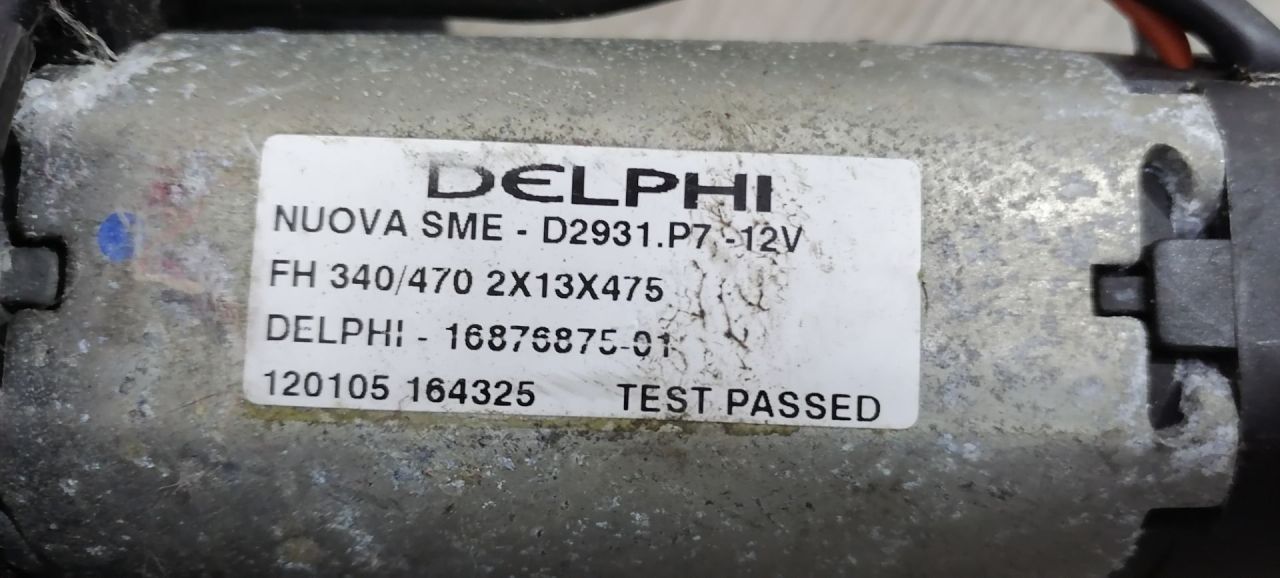 DELPHI
NUOVA SME - D2931.P7 -12V
FH 340/470 2X13X475
DELPHI - 16876875-01
120105 164325 TEST PASSED